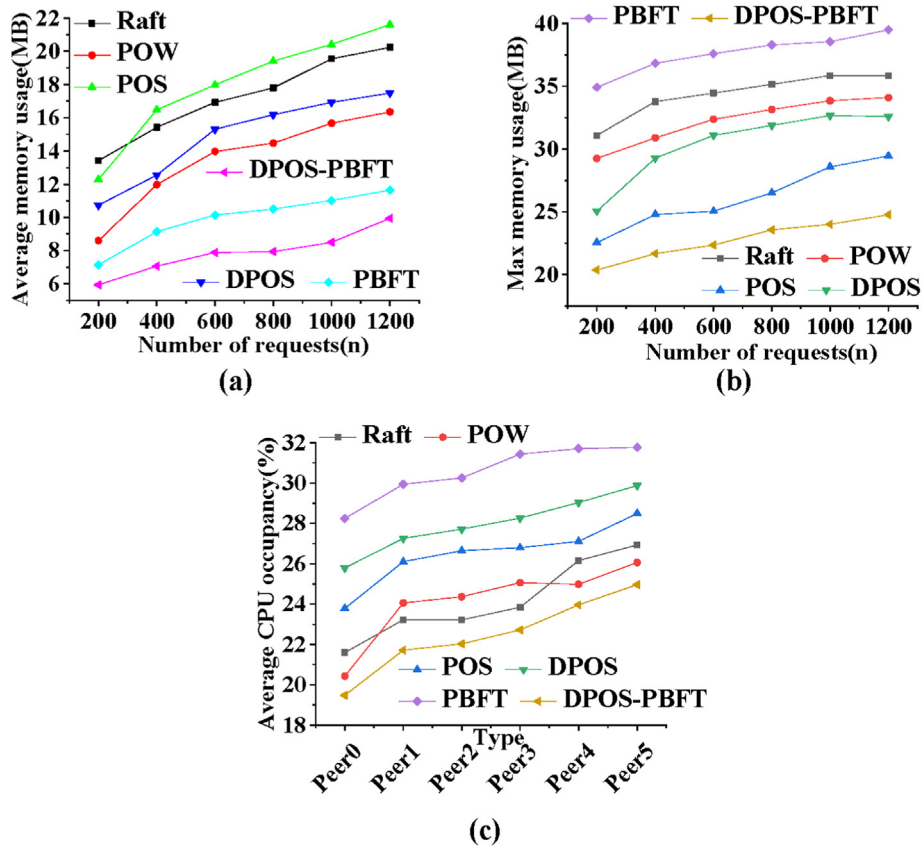 Average memory usage(MB)
22
20
18
16
14
12
10
8
6
Raft
POW
POS
DPOS-PBFT
DPOS PBFT
200 400 600 800 1000 1200
Number of requests(n)
(a)
Max memory usage(MB)
40
35
30
25
20
PBFT DPOS-PBFT
Raft POW
POS DPOS
200 400 600 800 1000 1200
Number of requests(n)
(b)
Average CPU occupancy(%)
32
30
28
26
24
22
20
18
Raft POW
POS DPOS
PBFT DPOS-PBFT
Type
Peer0 Peer1 Peer2 Peer3 Peer4 Peer5
(c)